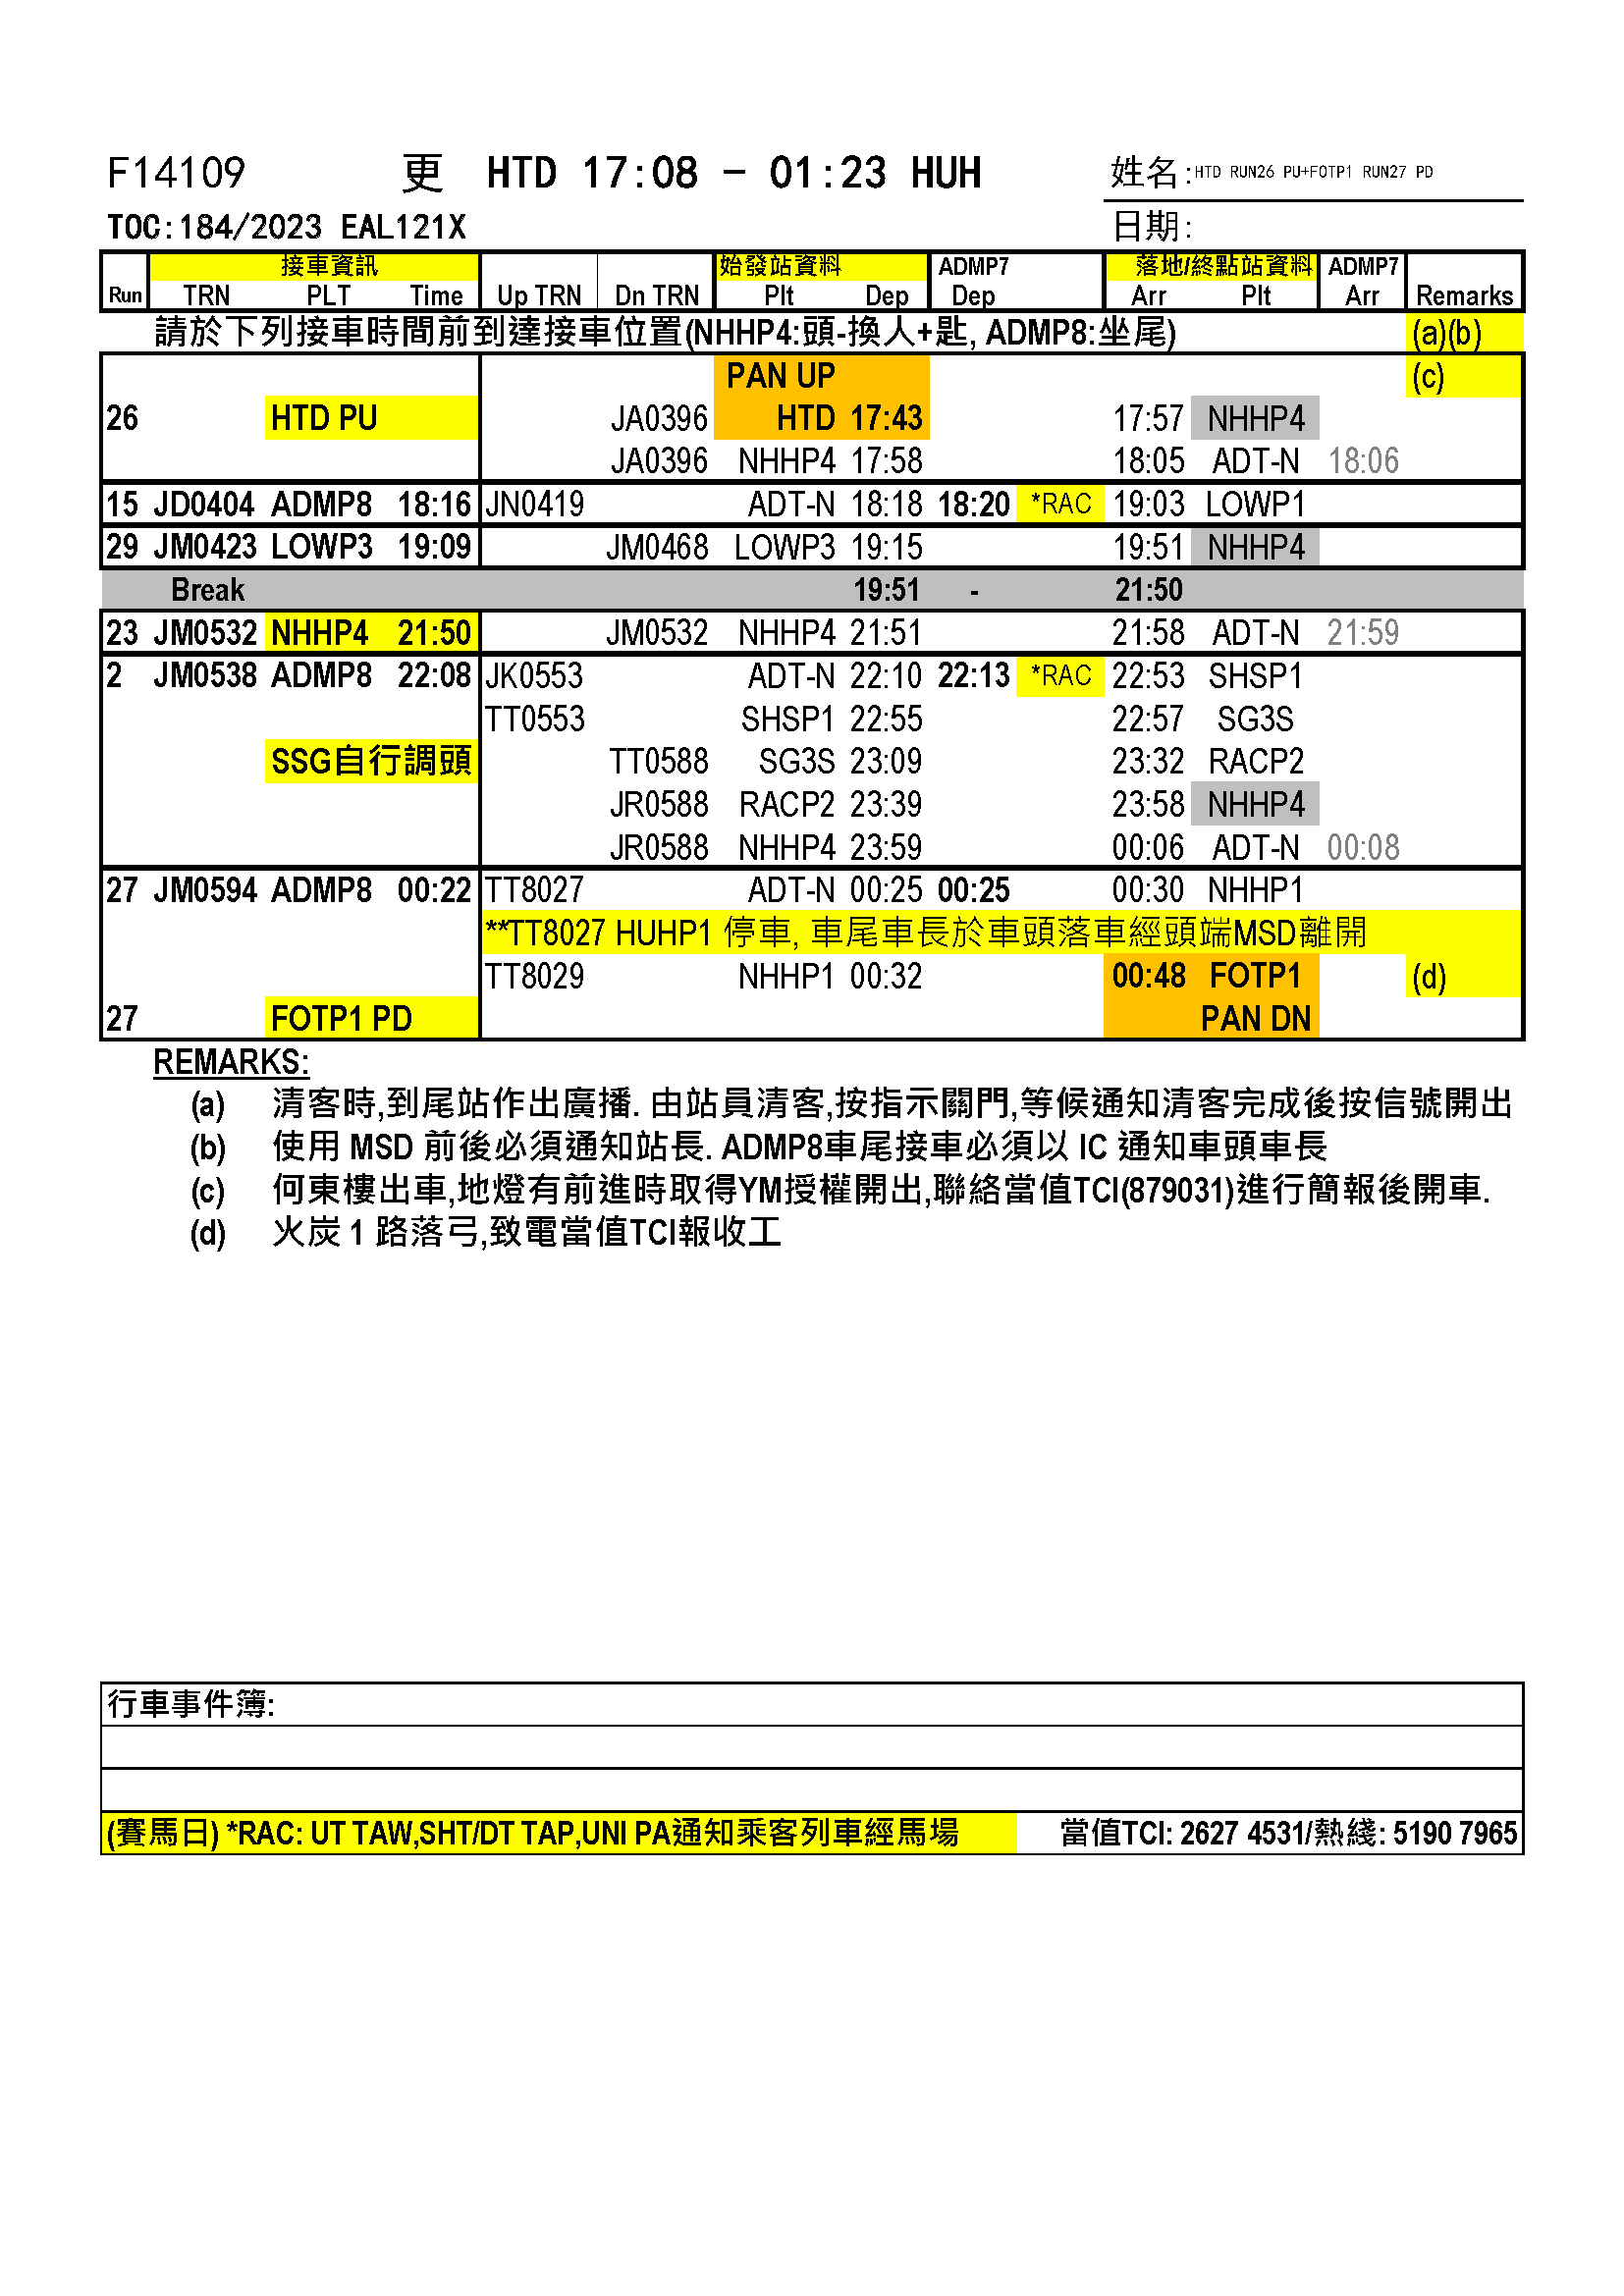 F14109 更 HTD 17:08 - 01:23 HUH 姓名:HTD RUN26 PU+FOTP1 RUN27 PD
TOC:184/2023 EAL121X 日期:
接車資訊 始發站資料 ADMP7 落地/終點站資料 ADMP7
Run TRN PLT Time Up TRN Dn TRN Plt Dep Dep Arr Plt Arr Remarks
請於下列接車時間前到達接車位置(NHHP4:頭-換人+匙, ADMP8:坐尾) (a)(b)
PAN UP (c)
26 HTD PU JA0396 HTD 17:43 17:57 NHHP4
JA0396 NHHP4 17:58 18:05 ADT-N 18:06
15 JD0404 ADMP8 18:16 JN0419 ADT-N 18:18 18:20 *RAC 19:03 LOWP1
29 JM0423 LOWP3 19:09 JM0468 LOWP3 19:15 19:51 NHHP4
Break 19:51 - 21:50
23 JM0532 NHHP4 21:50 JM0532 NHHP4 21:51 21:58 ADT-N 21:59
2 JM0538 ADMP8 22:08 JK0553 ADT-N 22:10 22:13 *RAC 22:53 SHSP1
TT0553 SHSP1 22:55 22:57 SG3S
SSG自行調頭 TT0588 SG3S 23:09 23:32 RACP2
JR0588 RACP2 23:39 23:58 NHHP4
JR0588 NHHP4 23:59 00:06 ADT-N 00:08
27 JM0594 ADMP8 00:22 TT8027 ADT-N 00:25 00:25 00:30 NHHP1
**TT8027 HUHP1 停車, 車尾車長於車頭落車經頭端MSD離開
TT8029 NHHP1 00:32 00:48 FOTP1 (d)
27 FOTP1 PD PAN DN
REMARKS:
(a) 清客時,到尾站作出廣播. 由站員清客,按指示關門,等候通知清客完成後按信號開出
(b) 使用 MSD 前後必須通知站長. ADMP8車尾接車必須以 IC 通知車頭車長
(c) 何東樓出車,地燈有前進時取得YM授權開出,聯絡當值TCI(879031)進行簡報後開車.
(d) 火炭 1 路落弓,致電當值TCI報收工
行車事件簿:
(賽馬日) *RAC: UT TAW,SHT/DT TAP,UNI PA通知乘客列車經馬場 當值TCI: 2627 4531/熱綫: 5190 7965